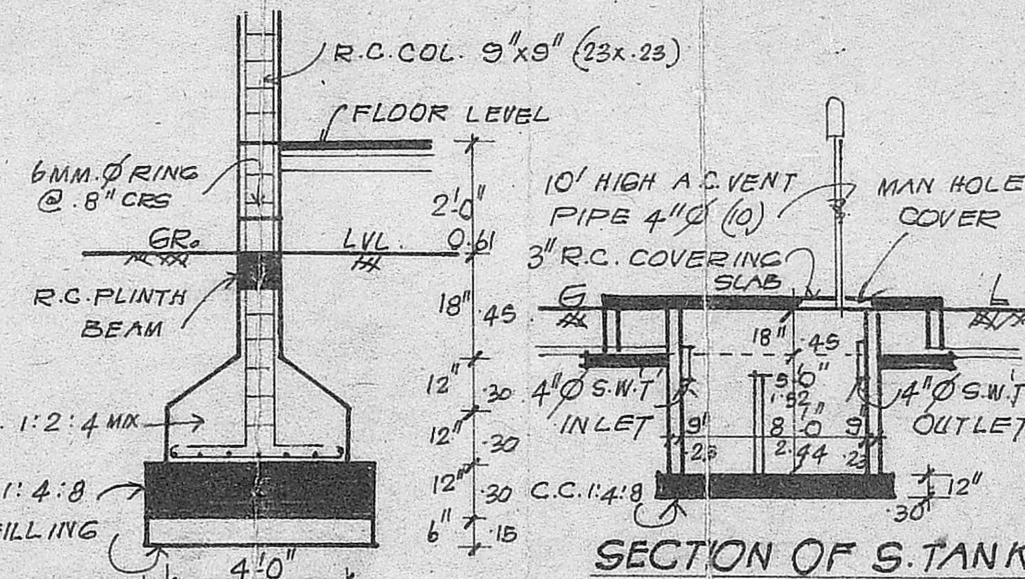 R.C.COL. 9"x9" (23x.23)
FLOOR LEVEL
6MM. Ø RING
@ .8" CRS
2'-0"
0.61
GR.
LVL.
R.C.PLINTH
BEAM
18"
.45
12"
.30
1:2:4 MIX
12"
.30
1:4:8
12"
.30
ILLING
6"
.15
4'-0"
10' HIGH A.C.VENT
PIPE 4"Ø (10)
MAN HOLE
COVER
3" R.C. COVERING
SLAB
G
L
18"
.45
4"Ø S.W.T
INLET
5'-0"
1.52
4"Ø S.W.T
OUTLET
9"
.23
8'-0"
2.44
9"
.23
C.C.1:4:8
12"
.30
SECTION OF S.TANK